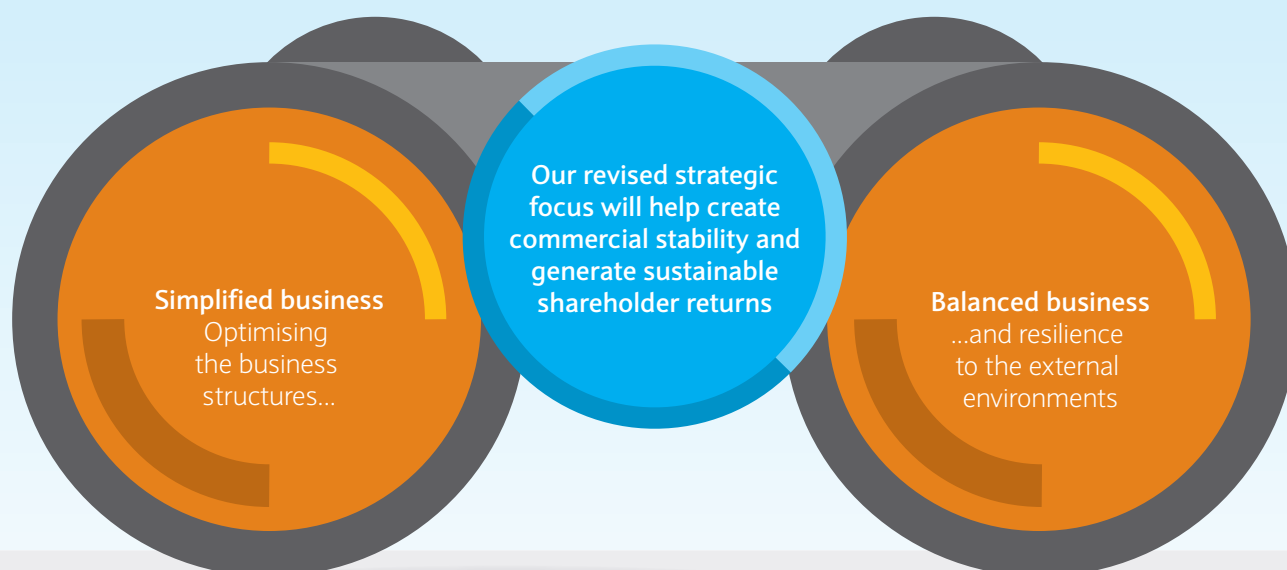 Simplified business
Optimising
the business
structures...
Our revised strategic
focus will help create
commercial stability and
generate sustainable
shareholder returns
Balanced business
...and resilience
to the external
environments